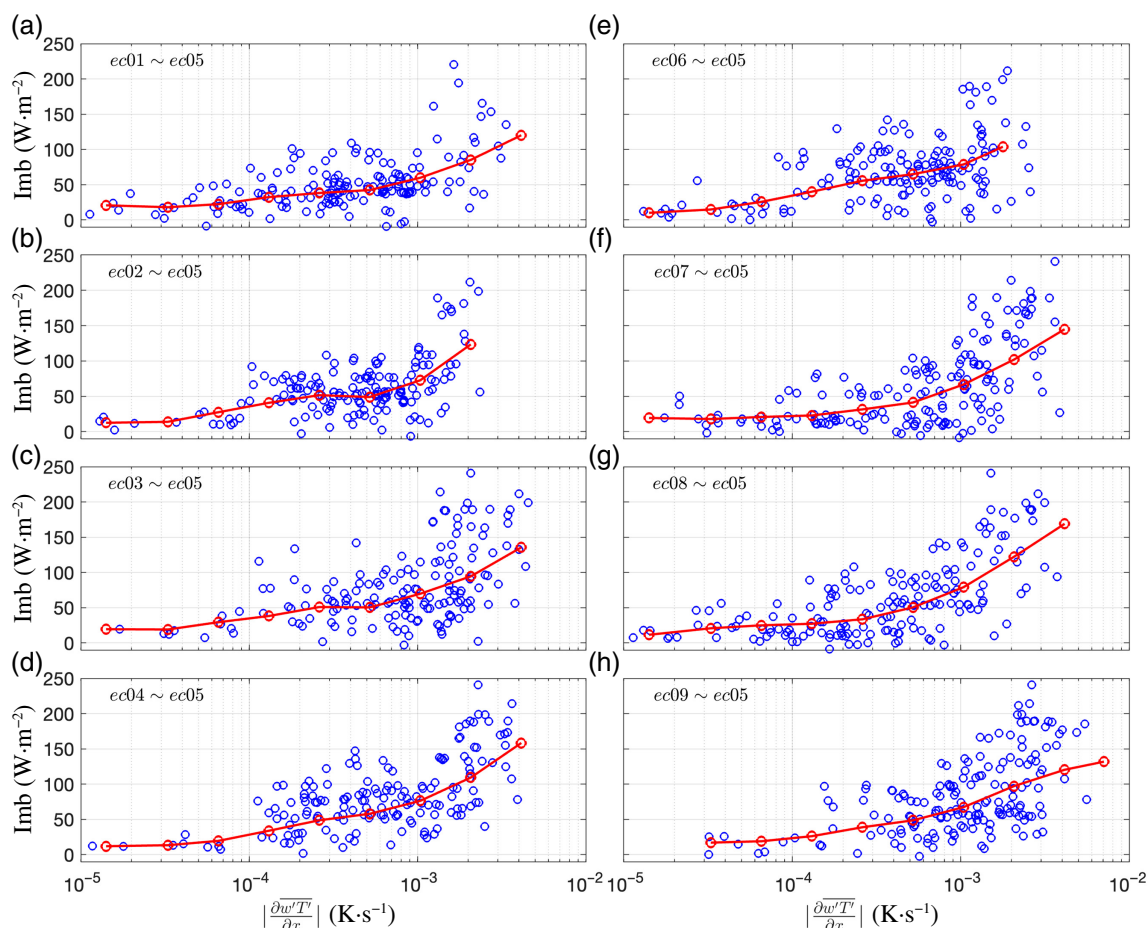 (a)
ec01 ~ ec05
250
200
150
100
50
0
Imb (W·m⁻²)
(b)
ec02 ~ ec05
250
200
150
100
50
0
Imb (W·m⁻²)
(c)
ec03 ~ ec05
250
200
150
100
50
0
Imb (W·m⁻²)
(d)
ec04 ~ ec05
250
200
150
100
50
0
Imb (W·m⁻²)
10⁻⁵ 10⁻⁴ 10⁻³ 10⁻²
|∂w′T′‾/∂x| (K·s⁻¹)
(e)
ec06 ~ ec05
(f)
ec07 ~ ec05
(g)
ec08 ~ ec05
(h)
ec09 ~ ec05
10⁻⁵ 10⁻⁴ 10⁻³ 10⁻²
|∂w′T′‾/∂x| (K·s⁻¹)